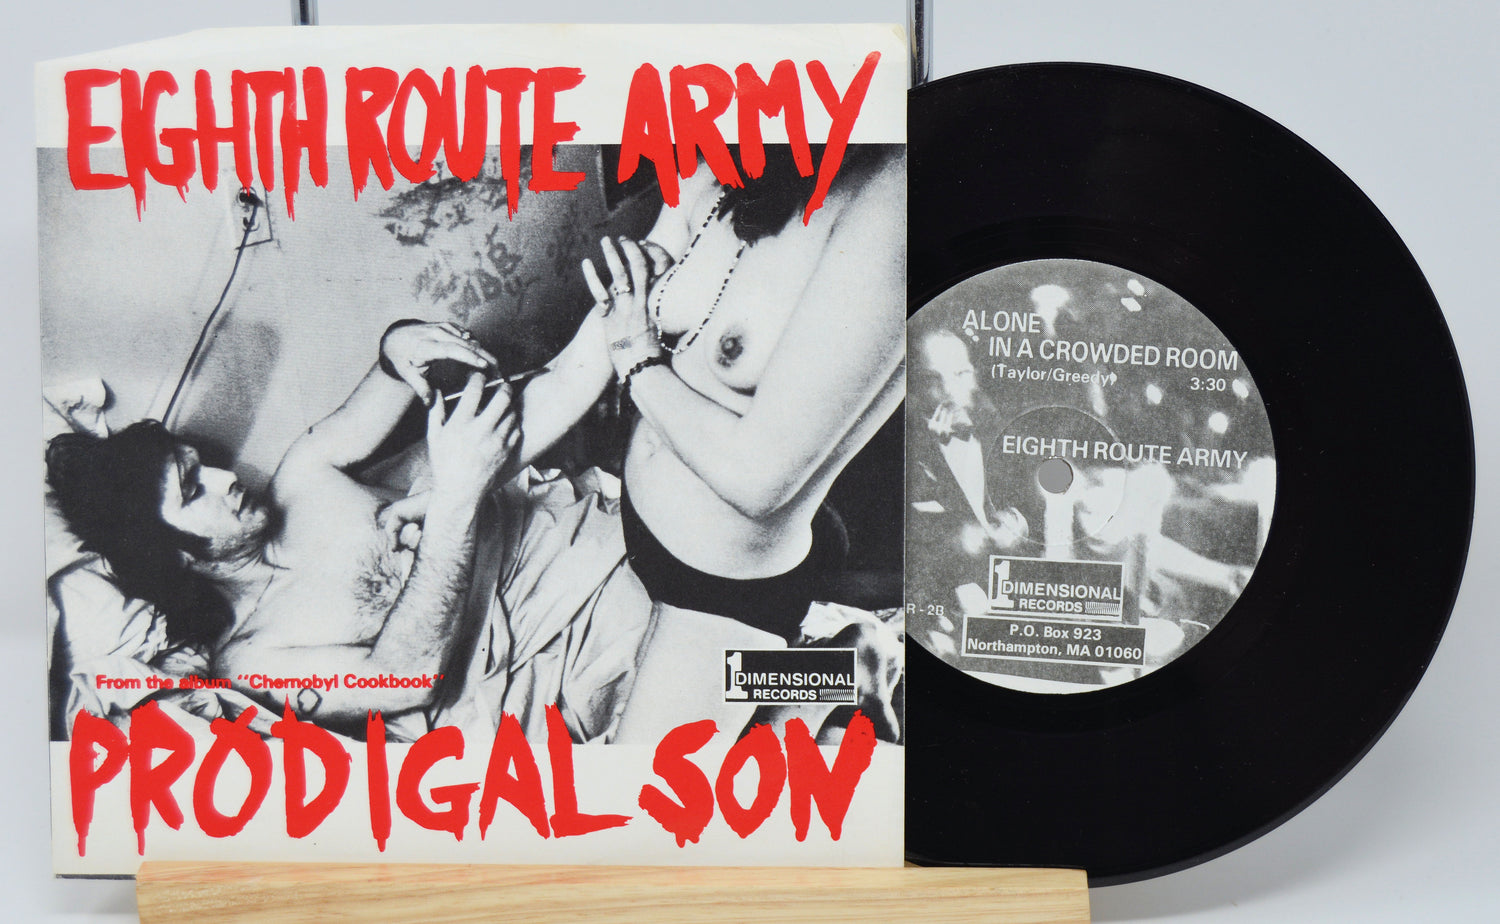 EIGHTH ROUTE ARMY
From the album "Chernobyl Cookbook"
1 DIMENSIONAL
RECORDS
PRODIGAL SON
ALONE
IN A CROWDED ROOM
(Taylor/Greedy)
3:30
EIGHTH ROUTE ARMY
R-2B
1 DIMENSIONAL
RECORDS
P.O. Box 923
Northampton, MA 01060